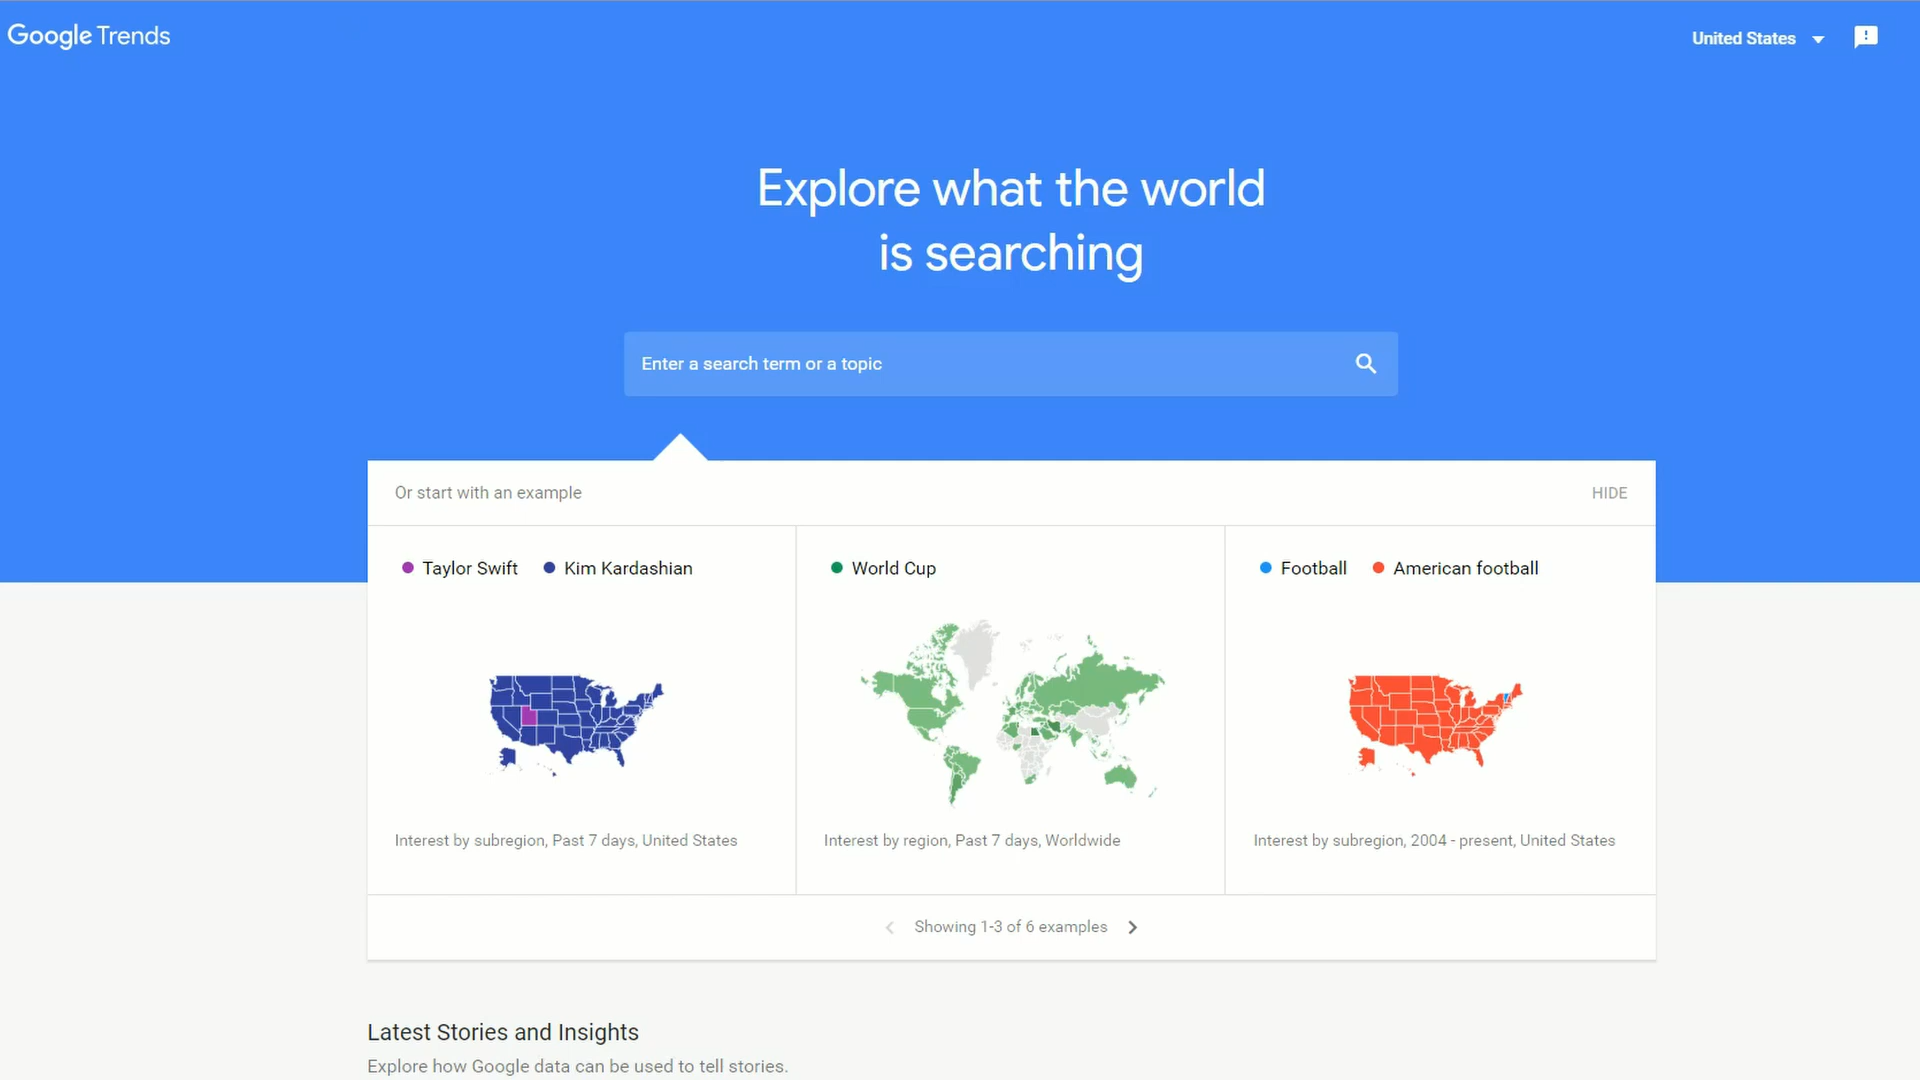 Google Trends
United States
Explore what the world
is searching
Enter a search term or a topic
Or start with an example
HIDE
Taylor Swift Kim Kardashian
World Cup
Football American football
Interest by subregion, Past 7 days, United States
Interest by region, Past 7 days, Worldwide
Interest by subregion, 2004 - present, United States
Showing 1-3 of 6 examples
Latest Stories and Insights
Explore how Google data can be used to tell stories.